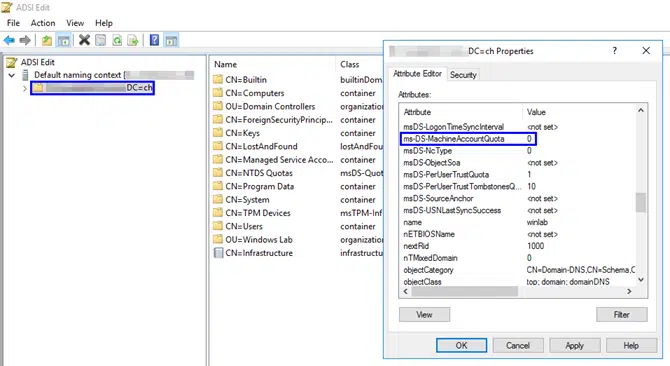 ADSI Edit
File Action View Help
ADSI Edit
Default naming context [
DC=ch
Name Class
CN=Builtin builtinDom
CN=Computers container
OU=Domain Controllers organization
CN=ForeignSecurityPrincip... container
CN=Keys container
CN=LostAndFound lostAndFoun
CN=Managed Service Acco... container
CN=NTDS Quotas msDS-Quot
CN=Program Data container
CN=System container
CN=TPM Devices msTPM-Inf
CN=Users container
OU=Windows Lab organization
CN=Infrastructure infrastruct
DC=ch Properties
? ×
Attribute Editor Security
Attributes:
Attribute Value
msDS-LogonTimeSyncInterval <not set>
ms-DS-MachineAccountQuota 0
msDS-NcType 0
msDS-ObjectSoa <not set>
msDS-PerUserTrustQuota 1
msDS-PerUserTrustTombstonesQ... 10
msDS-SourceAnchor <not set>
msDS-USNLastSyncSuccess <not set>
name winlab
nETBIOSName <not set>
nextRid 1000
nTMixedDomain 0
objectCategory CN=Domain-DNS,CN=Schema,C
objectClass top; domain; domainDNS
View Filter
OK Cancel Apply Help